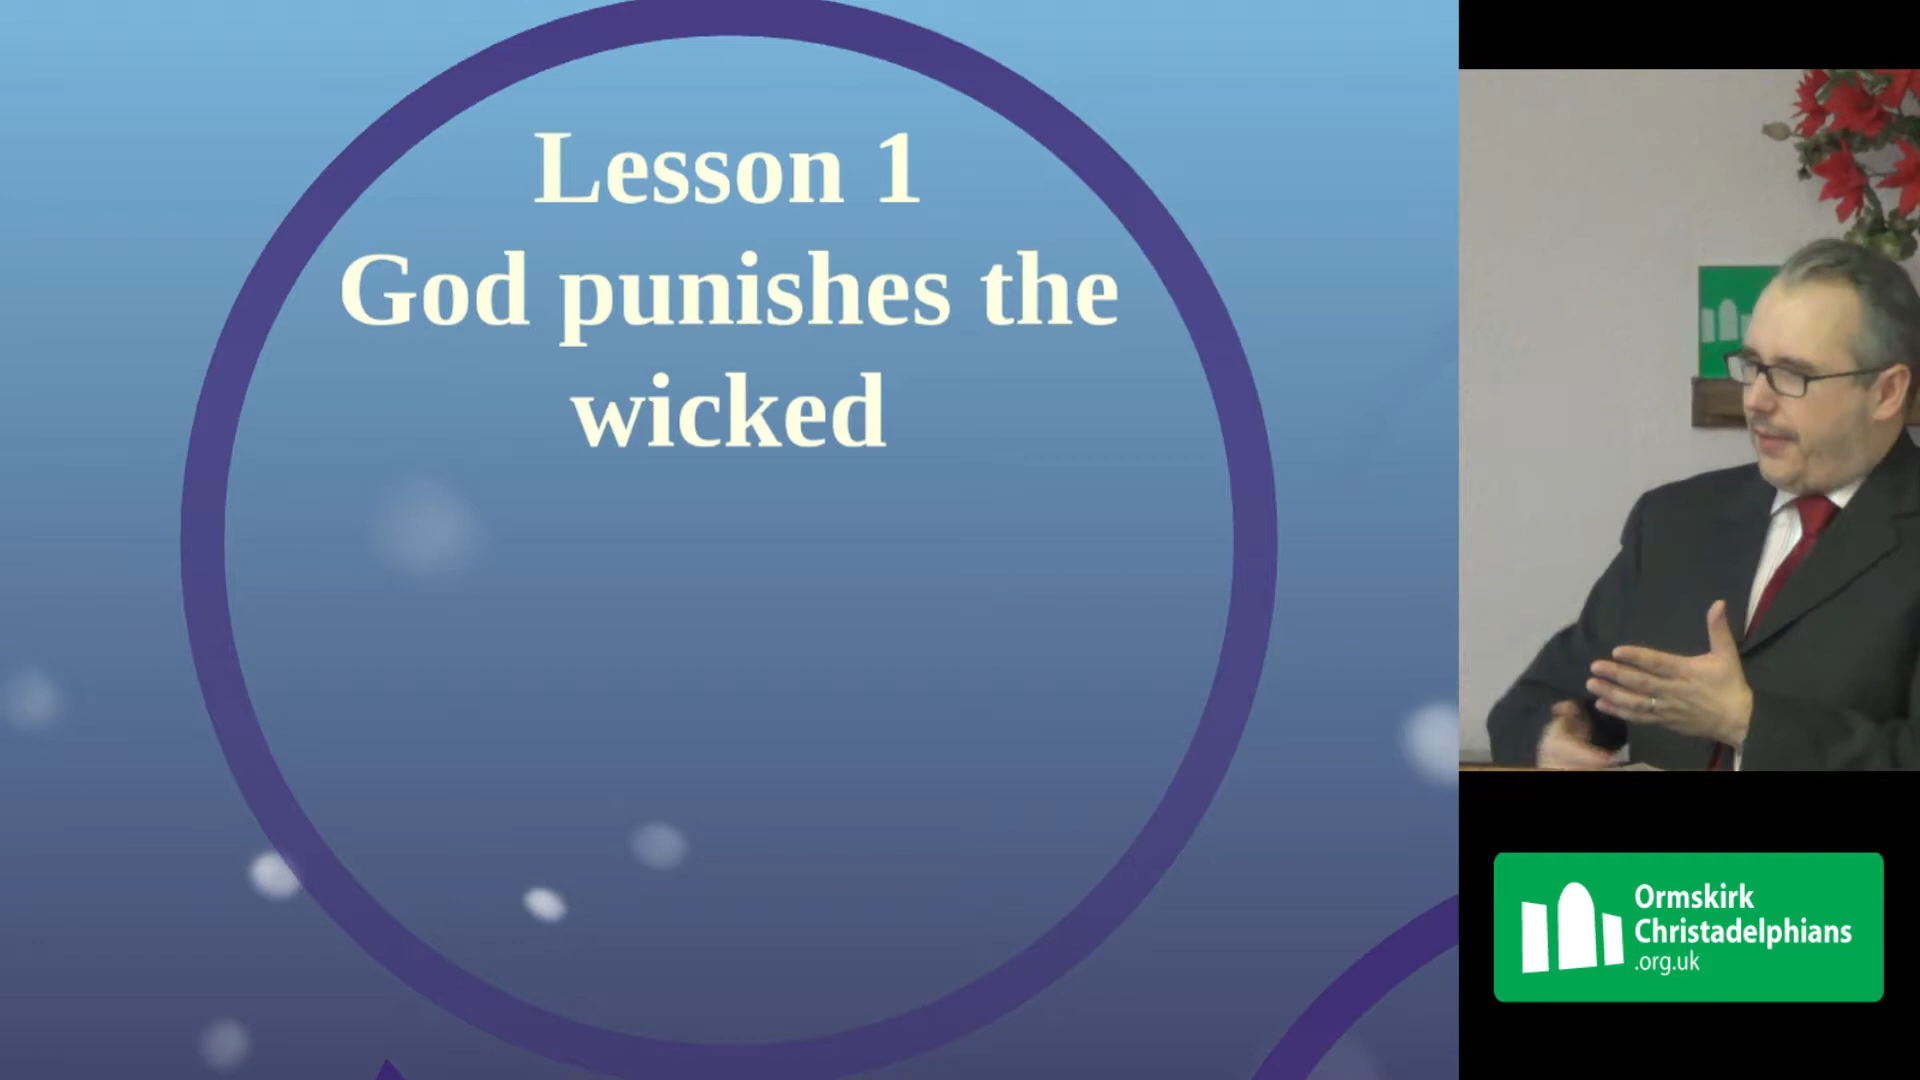 Lesson 1
God punishes the
wicked
Ormskirk
Christadelphians
.org.uk